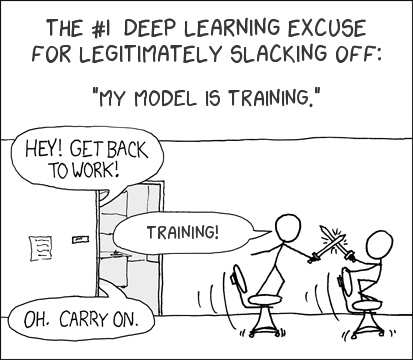 THE #1 DEEP LEARNING EXCUSE
FOR LEGITIMATELY SLACKING OFF:
"MY MODEL IS TRAINING."
HEY! GET BACK
TO WORK!
TRAINING!
OH. CARRY ON.